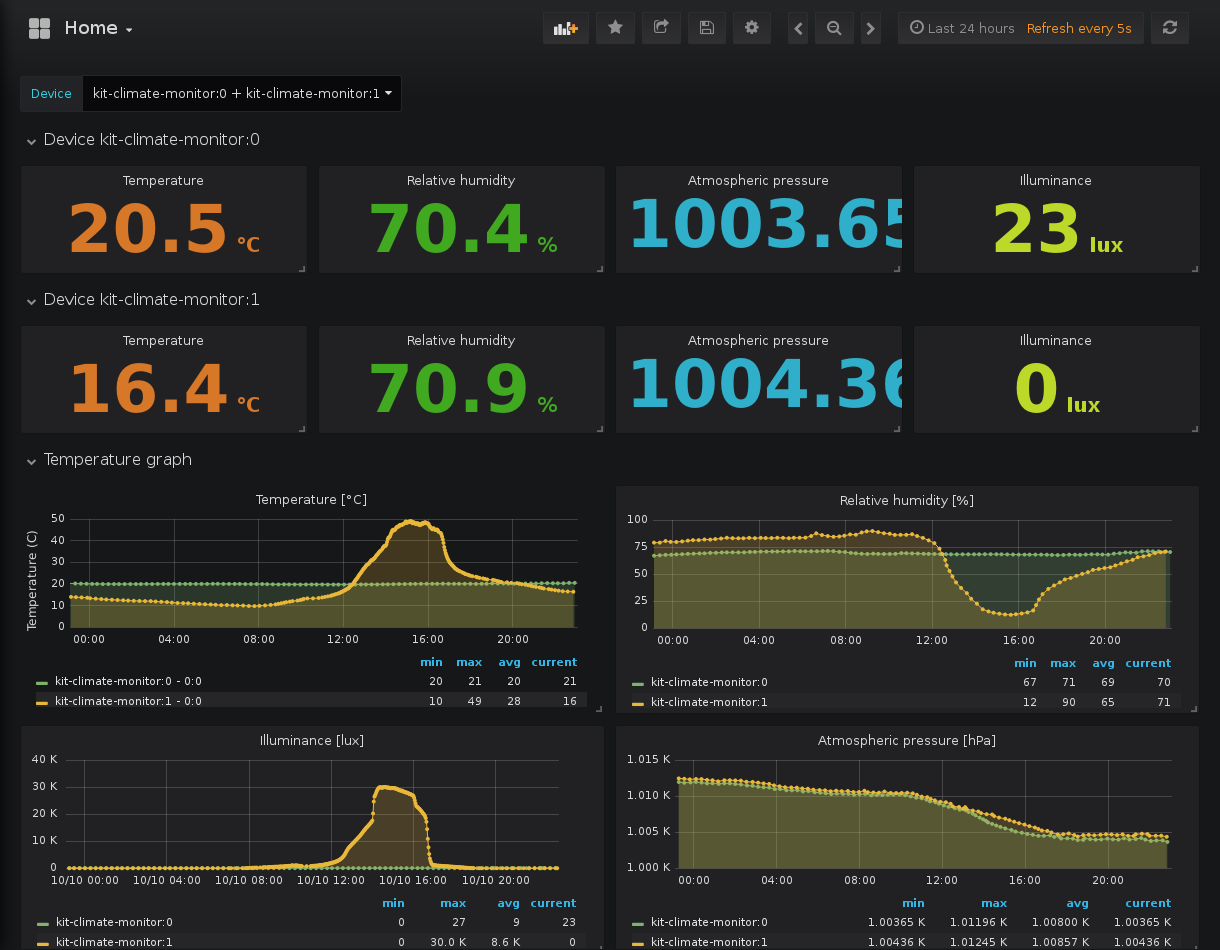 Home
Last 24 hours Refresh every 5s
Device kit-climate-monitor:0 + kit-climate-monitor:1
Device kit-climate-monitor:0
Temperature Relative humidity Atmospheric pressure Illuminance
20.5 °C 70.4 % 1003.65 23 lux
Device kit-climate-monitor:1
Temperature Relative humidity Atmospheric pressure Illuminance
16.4 °C 70.9 % 1004.36 0 lux
Temperature graph
Temperature [°C]
Temperature (C)
50
40
30
20
10
0
00:00 04:00 08:00 12:00 16:00 20:00
min max avg current
kit-climate-monitor:0 - 0:0 20 21 20 21
kit-climate-monitor:1 - 0:0 10 49 28 16
Relative humidity [%]
100
75
50
25
0
00:00 04:00 08:00 12:00 16:00 20:00
min max avg current
kit-climate-monitor:0 67 71 69 70
kit-climate-monitor:1 12 90 65 71
Illuminance [lux]
40 K
30 K
20 K
10 K
0
10/10 00:00 10/10 04:00 10/10 08:00 10/10 12:00 10/10 16:00 10/10 20:00
min max avg current
kit-climate-monitor:0 0 27 9 23
kit-climate-monitor:1 0 30.0 K 8.6 K 0
Atmospheric pressure [hPa]
1.015 K
1.010 K
1.005 K
1.000 K
00:00 04:00 08:00 12:00 16:00 20:00
min max avg current
kit-climate-monitor:0 1.00365 K 1.01196 K 1.00800 K 1.00365 K
kit-climate-monitor:1 1.00436 K 1.01245 K 1.00857 K 1.00436 K